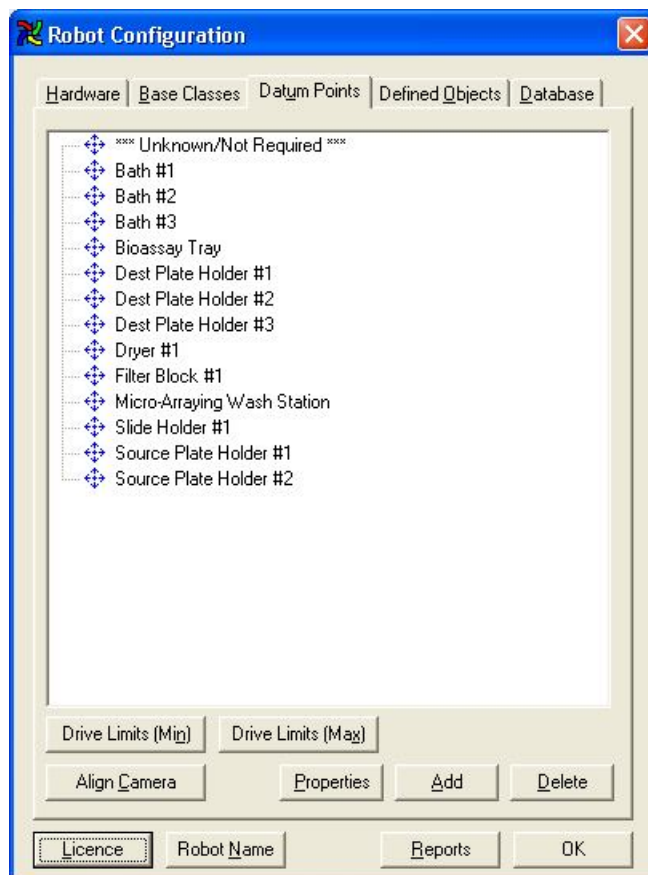 Robot Configuration
Hardware Base Classes Datum Points Defined Objects Database
*** Unknown/Not Required ***
Bath #1
Bath #2
Bath #3
Bioassay Tray
Dest Plate Holder #1
Dest Plate Holder #2
Dest Plate Holder #3
Dryer #1
Filter Block #1
Micro-Arraying Wash Station
Slide Holder #1
Source Plate Holder #1
Source Plate Holder #2
Drive Limits (Min) Drive Limits (Max)
Align Camera Properties Add Delete
Licence Robot Name Reports OK